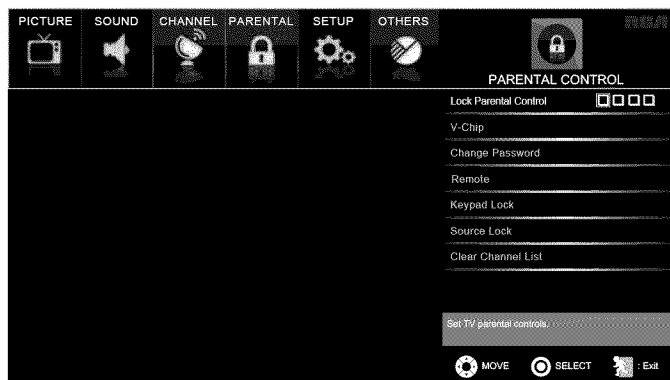 PICTURE SOUND CHANNEL PARENTAL SETUP OTHERS
RCA
PARENTAL CONTROL
Lock Parental Control
V-Chip
Change Password
Remote
Keypad Lock
Source Lock
Clear Channel List
Set TV parental controls.
MOVE SELECT : Exit